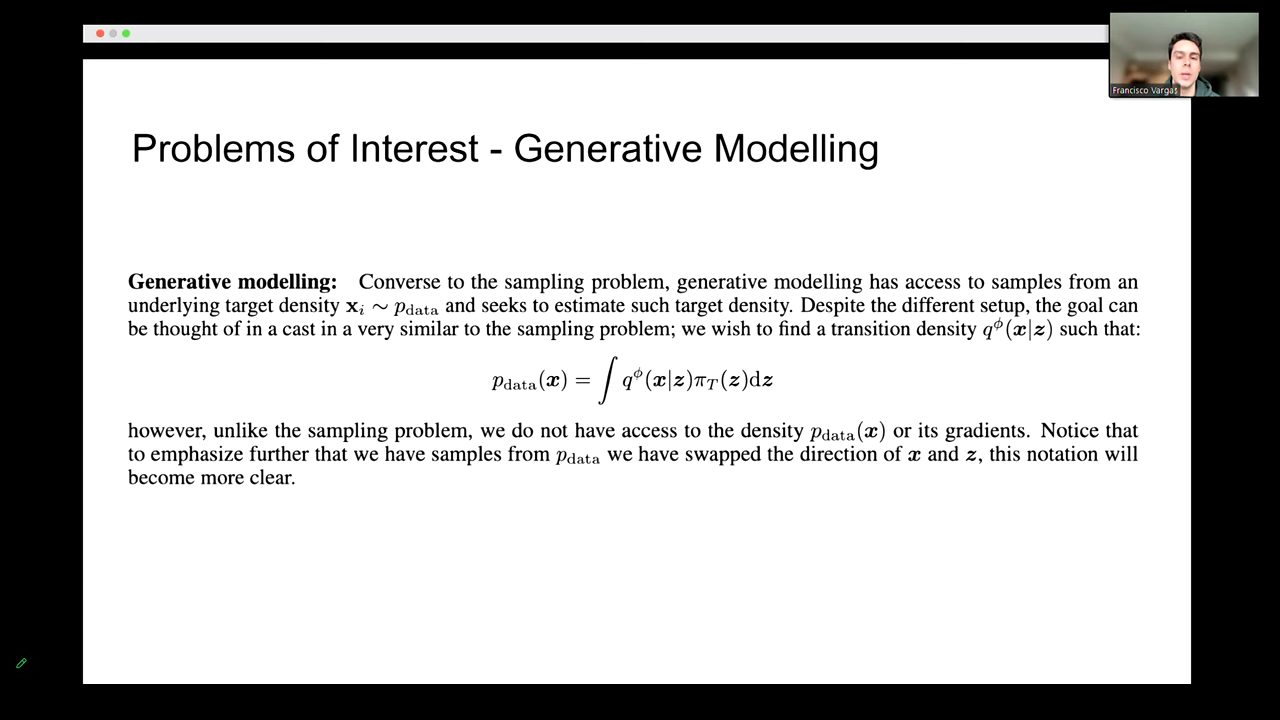 Francisco Vargas
Problems of Interest - Generative Modelling
Generative modelling: Converse to the sampling problem, generative modelling has access to samples from an
underlying target density xᵢ ∼ p_data and seeks to estimate such target density. Despite the different setup, the goal can
be thought of in a cast in a very similar to the sampling problem; we wish to find a transition density q^ϕ(x|z) such that:
p_data(x) = ∫ q^ϕ(x|z)π_T(z)dz
however, unlike the sampling problem, we do not have access to the density p_data(x) or its gradients. Notice that
to emphasize further that we have samples from p_data we have swapped the direction of x and z, this notation will
become more clear.